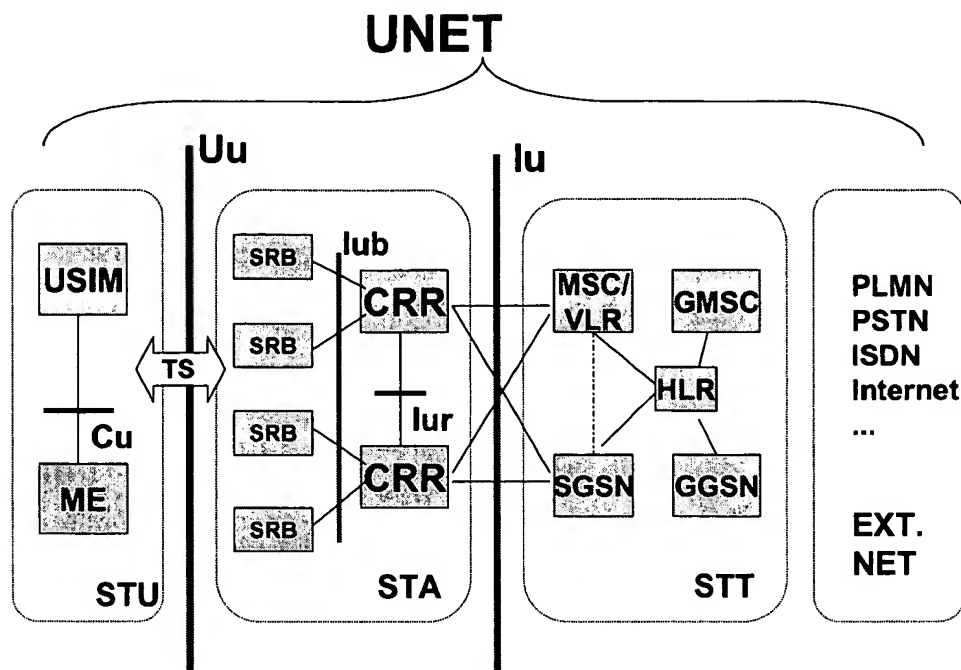 UNET
Uu
Iu
USIM
Cu
ME
STU
TS
SRB
SRB
SRB
SRB
Iub
CRR
Iur
CRR
STA
MSC/
VLR
GMSC
HLR
SGSN
GGSN
STT
PLMN
PSTN
ISDN
Internet
...
EXT.
NET